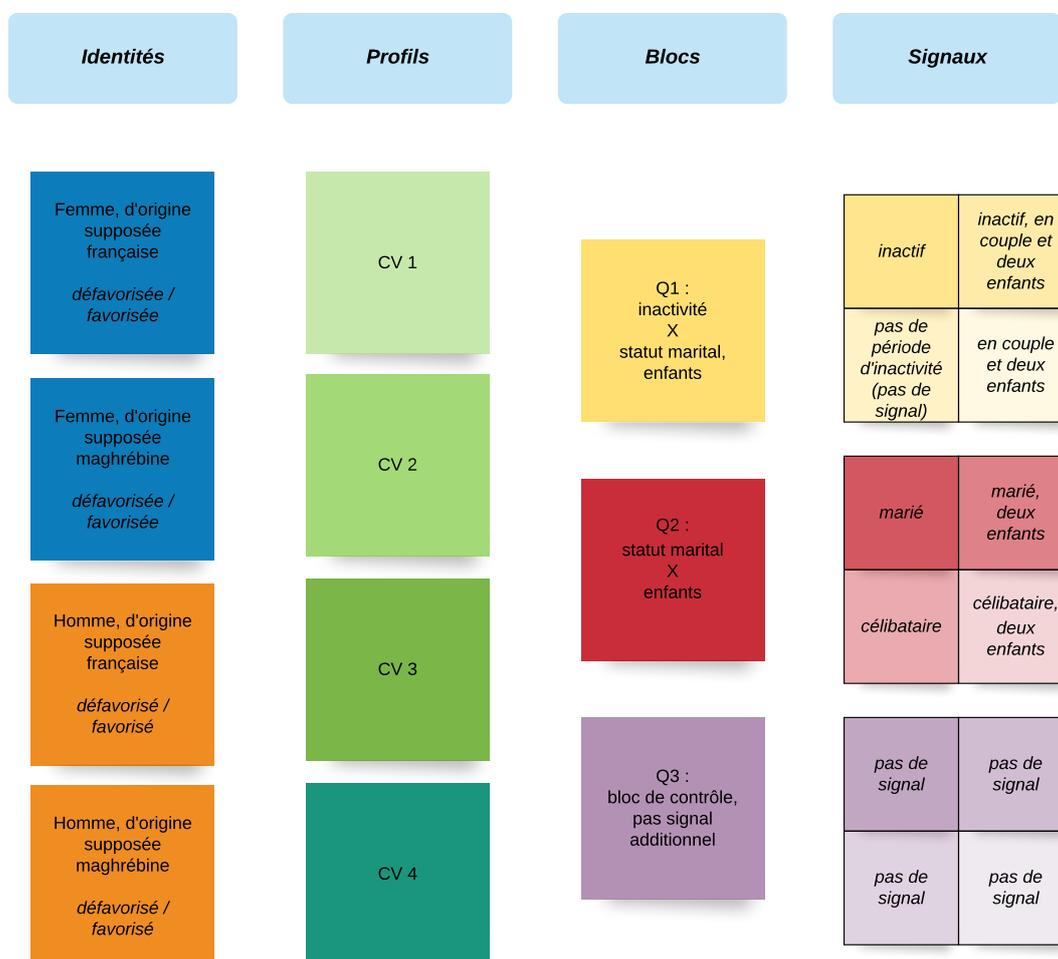 Identités
Profils
Blocs
Signaux
Femme, d'origine
supposée
française
défavorisée /
favorisée
Femme, d'origine
supposée
maghrébine
défavorisée /
favorisée
Homme, d'origine
supposée
française
défavorisé /
favorisé
Homme, d'origine
supposée
maghrébine
défavorisé /
favorisé
CV 1
CV 2
CV 3
CV 4
Q1 :
inactivité
X
statut marital,
enfants
Q2 :
statut marital
X
enfants
Q3 :
bloc de contrôle,
pas signal
additionnel
inactif
inactif, en
couple et
deux
enfants
pas de
période
d'inactivité
(pas de
signal)
en couple
et deux
enfants
marié
marié,
deux
enfants
célibataire
célibataire,
deux
enfants
pas de
signal
pas de
signal
pas de
signal
pas de
signal